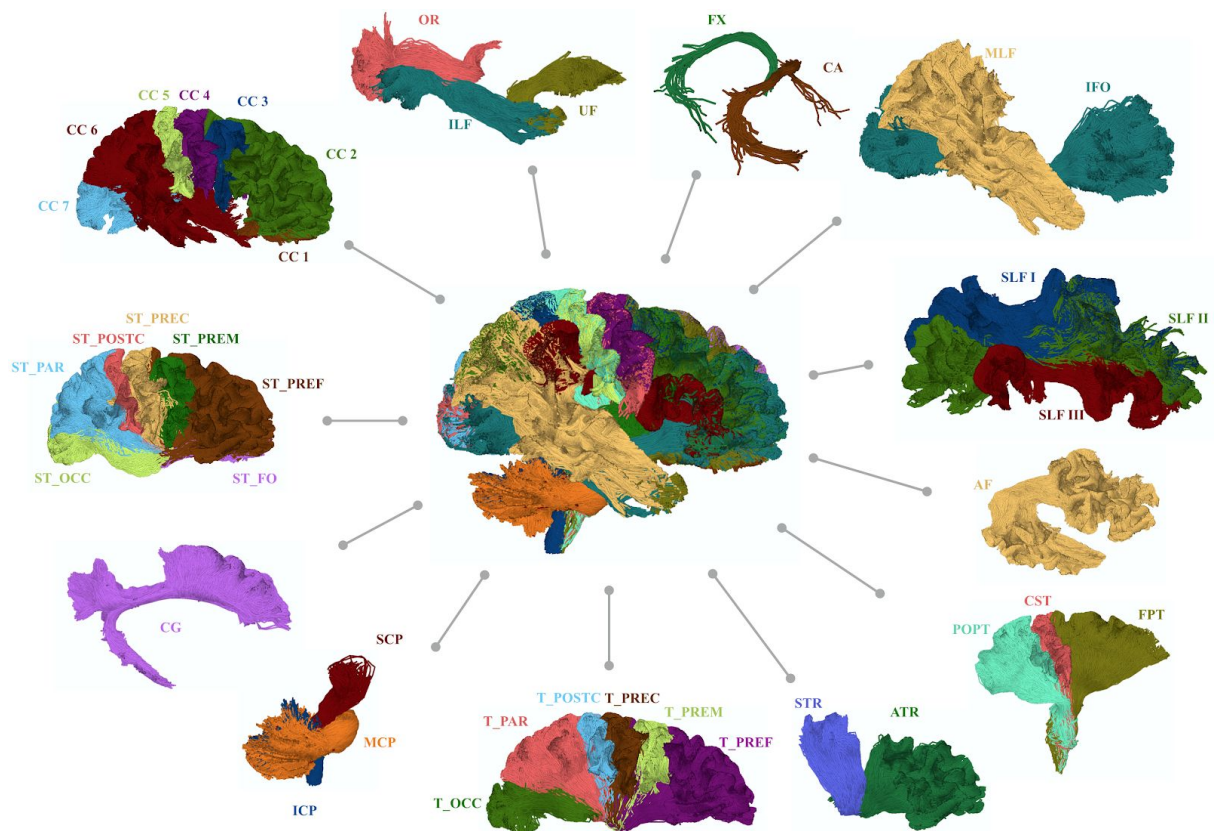 OR
ILF
UF
FX
CA
MLF
IFO
CC 5
CC 4
CC 3
CC 6
CC 2
CC 7
CC 1
SLF I
SLF II
SLF III
ST_PREC
ST_POSTC
ST_PREM
ST_PAR
ST_PREF
ST_OCC
ST_FO
AF
CG
SCP
MCP
ICP
T_POSTC
T_PREC
T_PAR
T_PREM
T_PREF
T_OCC
STR
ATR
CST
POPT
FPT